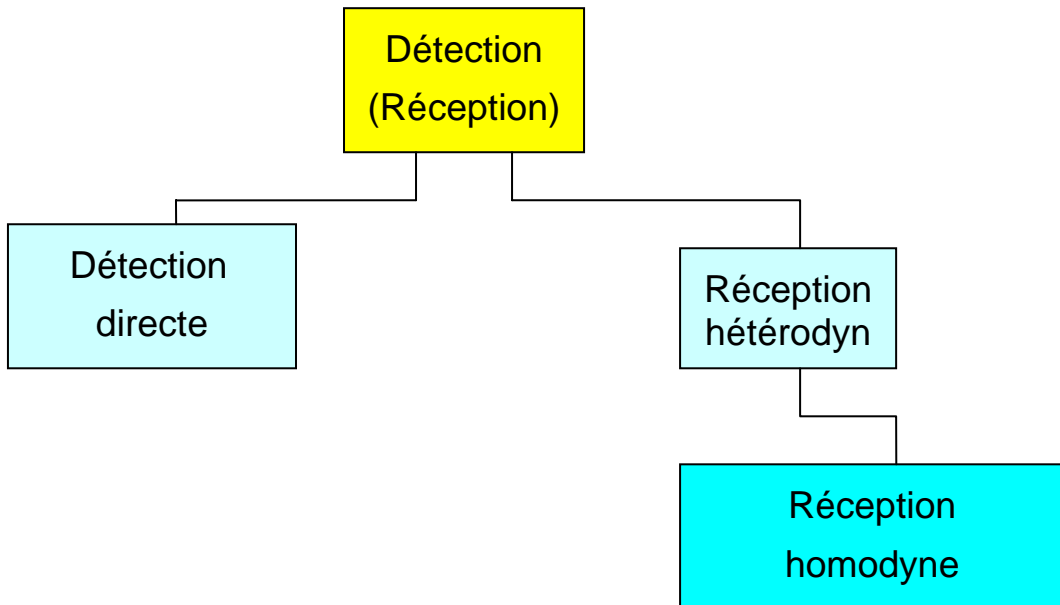 Détection
(Réception)
Détection
directe
Réception
hétérodyn
Réception
homodyne